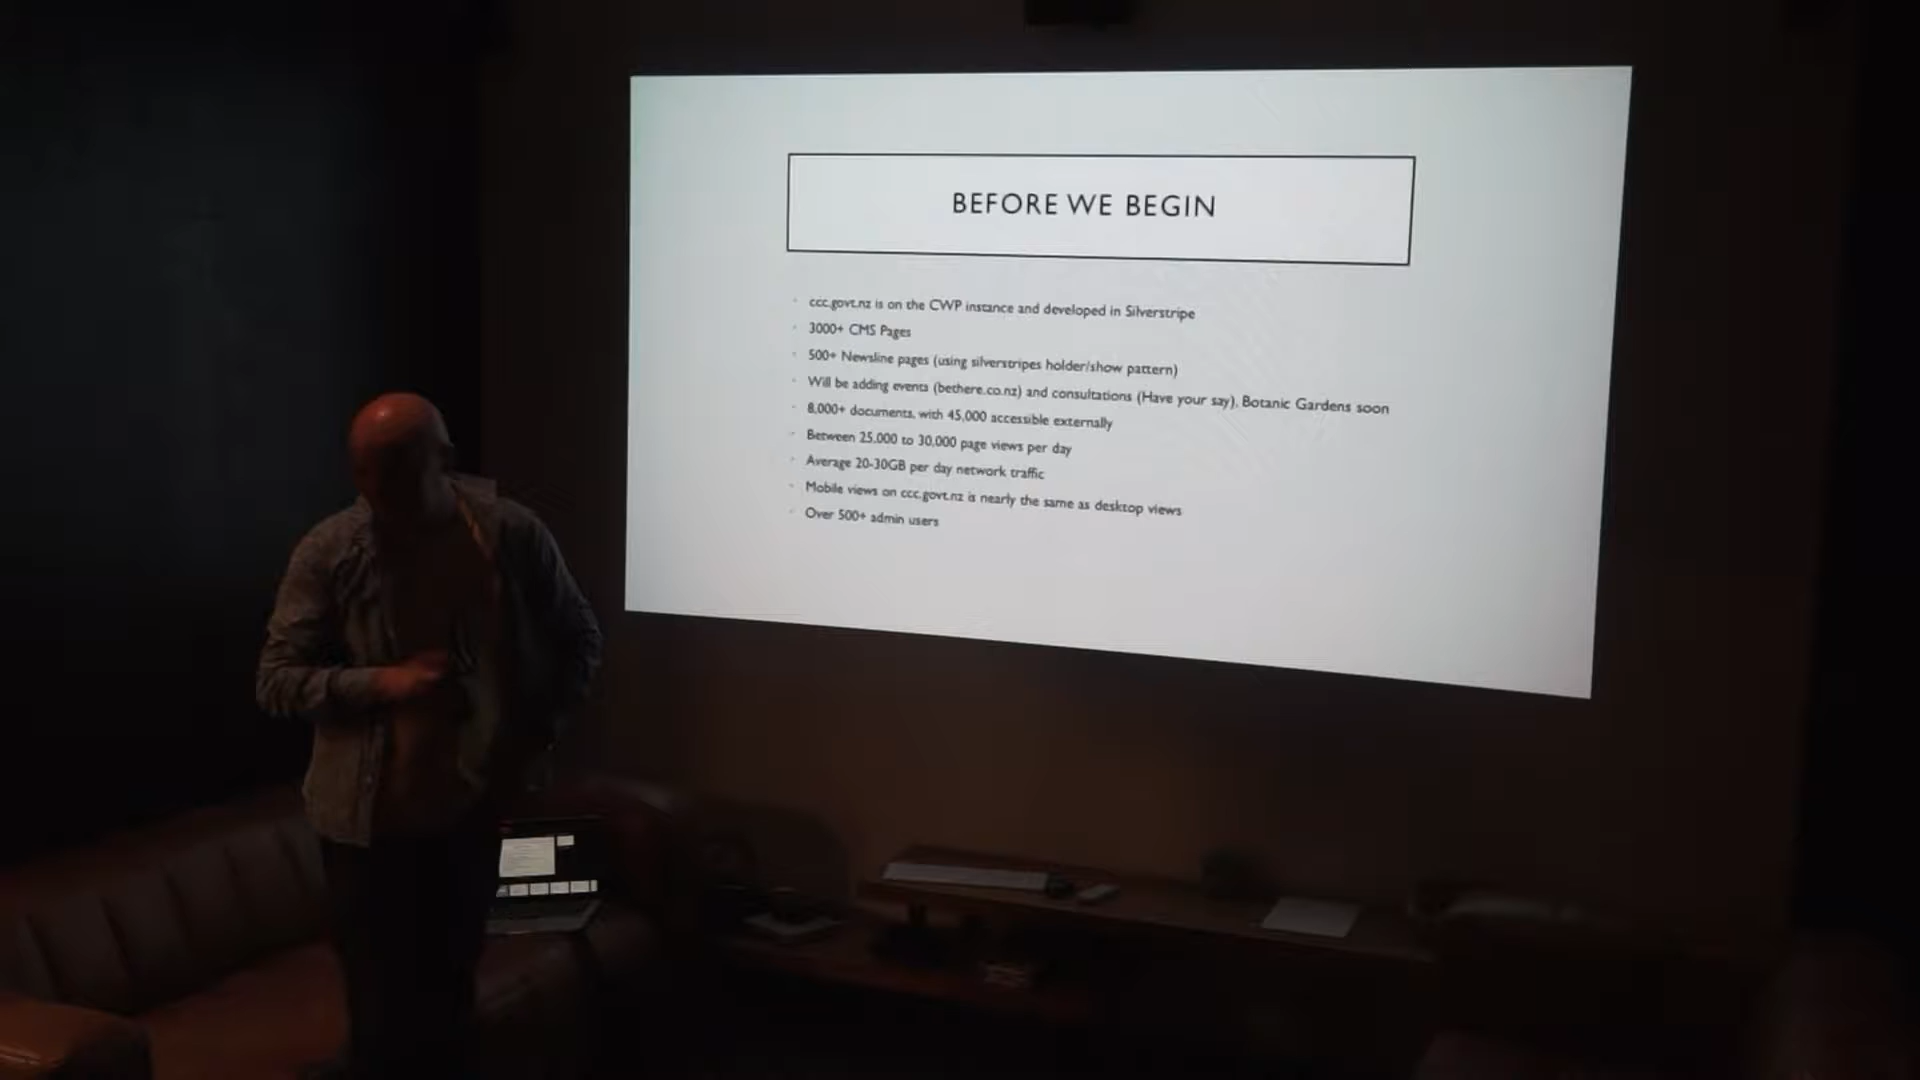 BEFORE WE BEGIN
ccc.govt.nz is on the CWP instance and developed in Silverstripe
3000+ CMS Pages
500+ Newsline pages (using silverstripes holder/show pattern)
Will be adding events (bethere.co.nz) and consultations (Have your say), Botanic Gardens soon
8,000+ documents, with 45,000 accessible externally
Between 25,000 to 30,000 page views per day
Average 20-30GB per day network traffic
Mobile views on ccc.govt.nz is nearly the same as desktop views
Over 500+ admin users